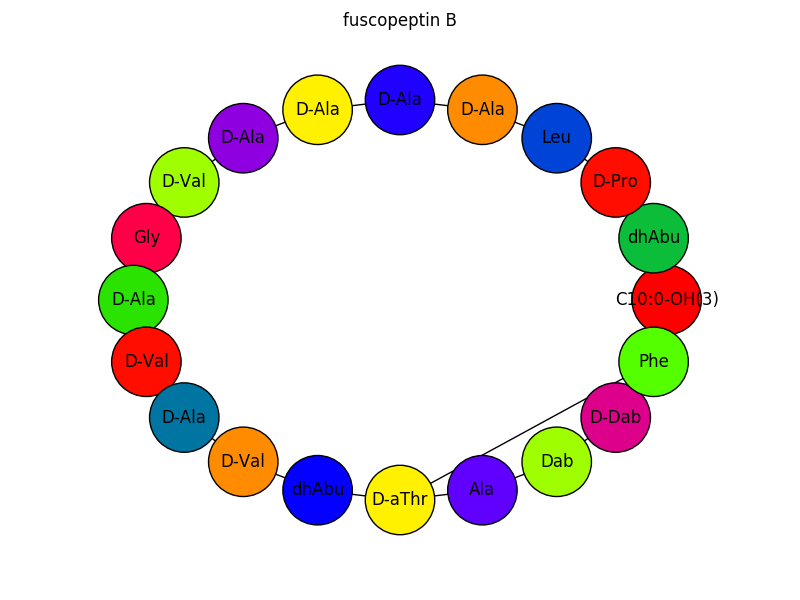 fuscopeptin B
D-Ala
D-Ala
D-Ala
D-Ala
Leu
D-Val
D-Pro
Gly
dhAbu
D-Ala
C10:0-OH(3)
D-Val
Phe
D-Ala
D-Dab
D-Val
Dab
dhAbu
D-aThr
Ala